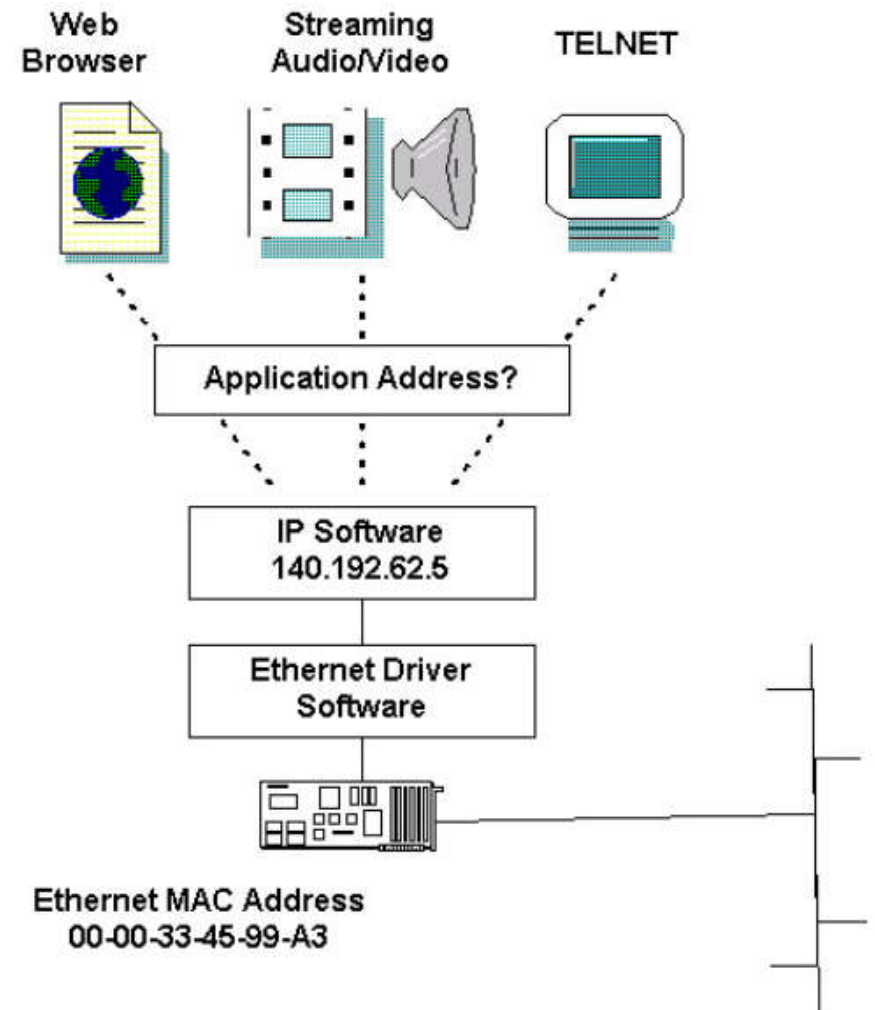 Web
Browser
Streaming
Audio/Video
TELNET
Application Address?
IP Software
140.192.62.5
Ethernet Driver
Software
Ethernet MAC Address
00-00-33-45-99-A3